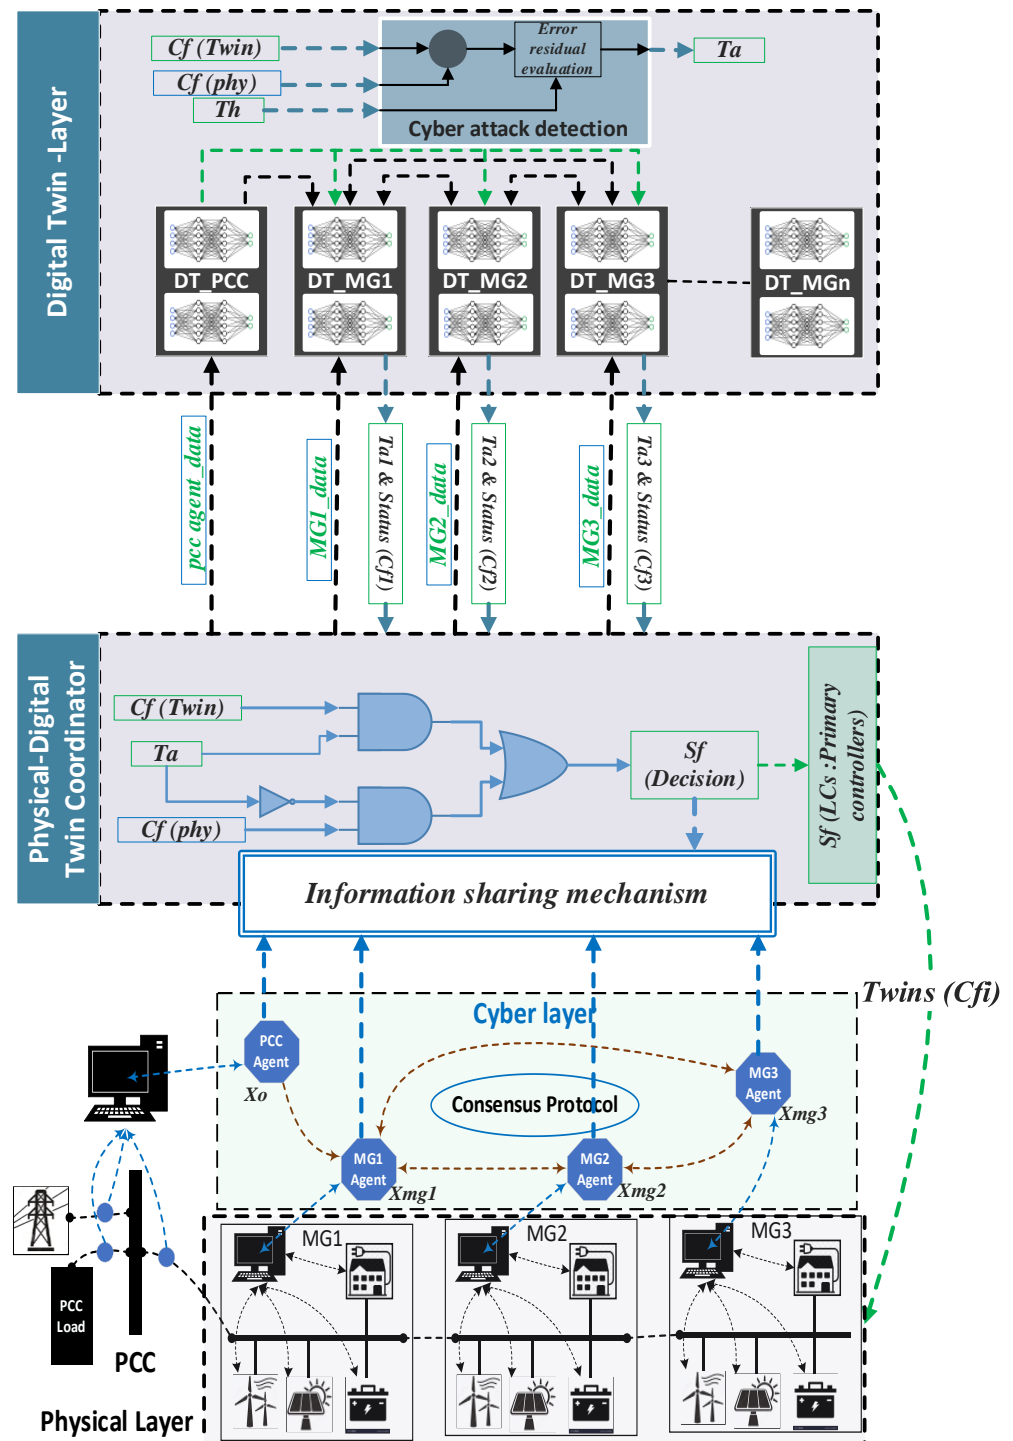 Digital Twin -Layer
Cf (Twin)
Cf (phy)
Th
Error
residual
evaluation
Ta
Cyber attack detection
DT_PCC
DT_MG1
DT_MG2
DT_MG3
DT_MGn
pcc agent_data
MG1_data
Ta1 & Status (Cf1)
MG2_data
Ta2 & Status (Cf2)
MG3_data
Ta3 & Status (Cf3)
Physical-Digital
Twin Coordinator
Cf (Twin)
Ta
Cf (phy)
Sf
(Decision)
Sf (LCs :Primary
controllers)
Information sharing mechanism
Twins (Cfi)
Cyber layer
PCC
Agent
Xo
MG3
Agent
Xmg3
Consensus Protocol
MG1
Agent
Xmg1
MG2
Agent
Xmg2
MG1
MG2
MG3
PCC
Load
PCC
Physical Layer